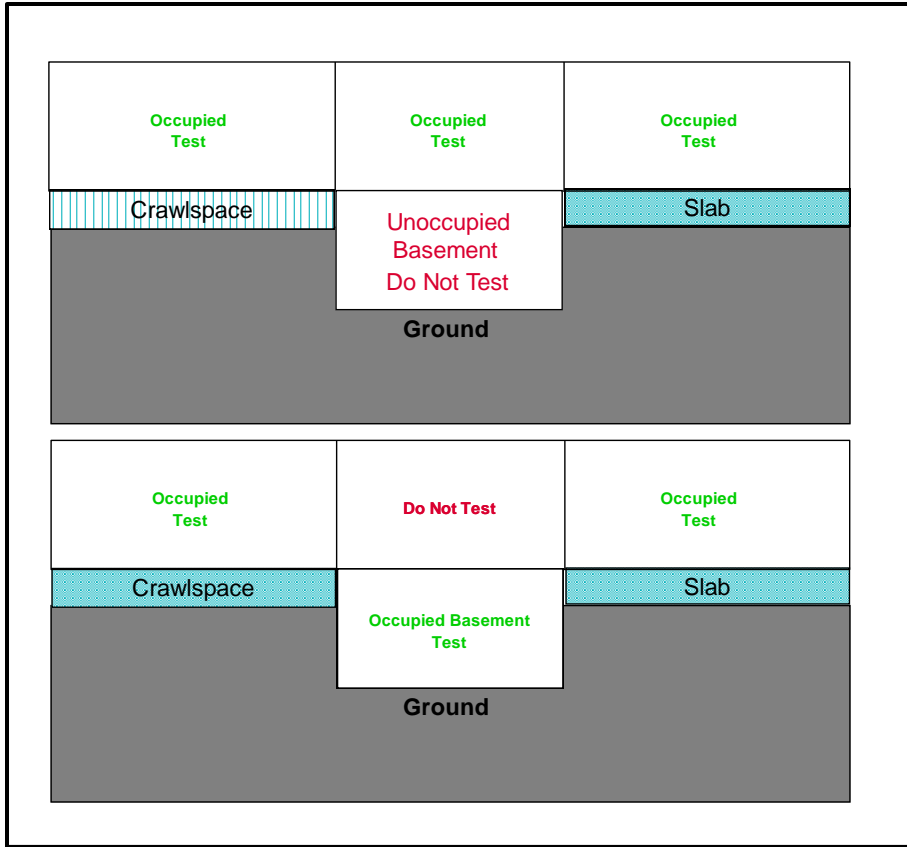 Occupied
Test
Occupied
Test
Occupied
Test
Crawlspace
Unoccupied
Basement
Do Not Test
Slab
Ground
Occupied
Test
Do Not Test
Occupied
Test
Crawlspace
Occupied Basement
Test
Slab
Ground